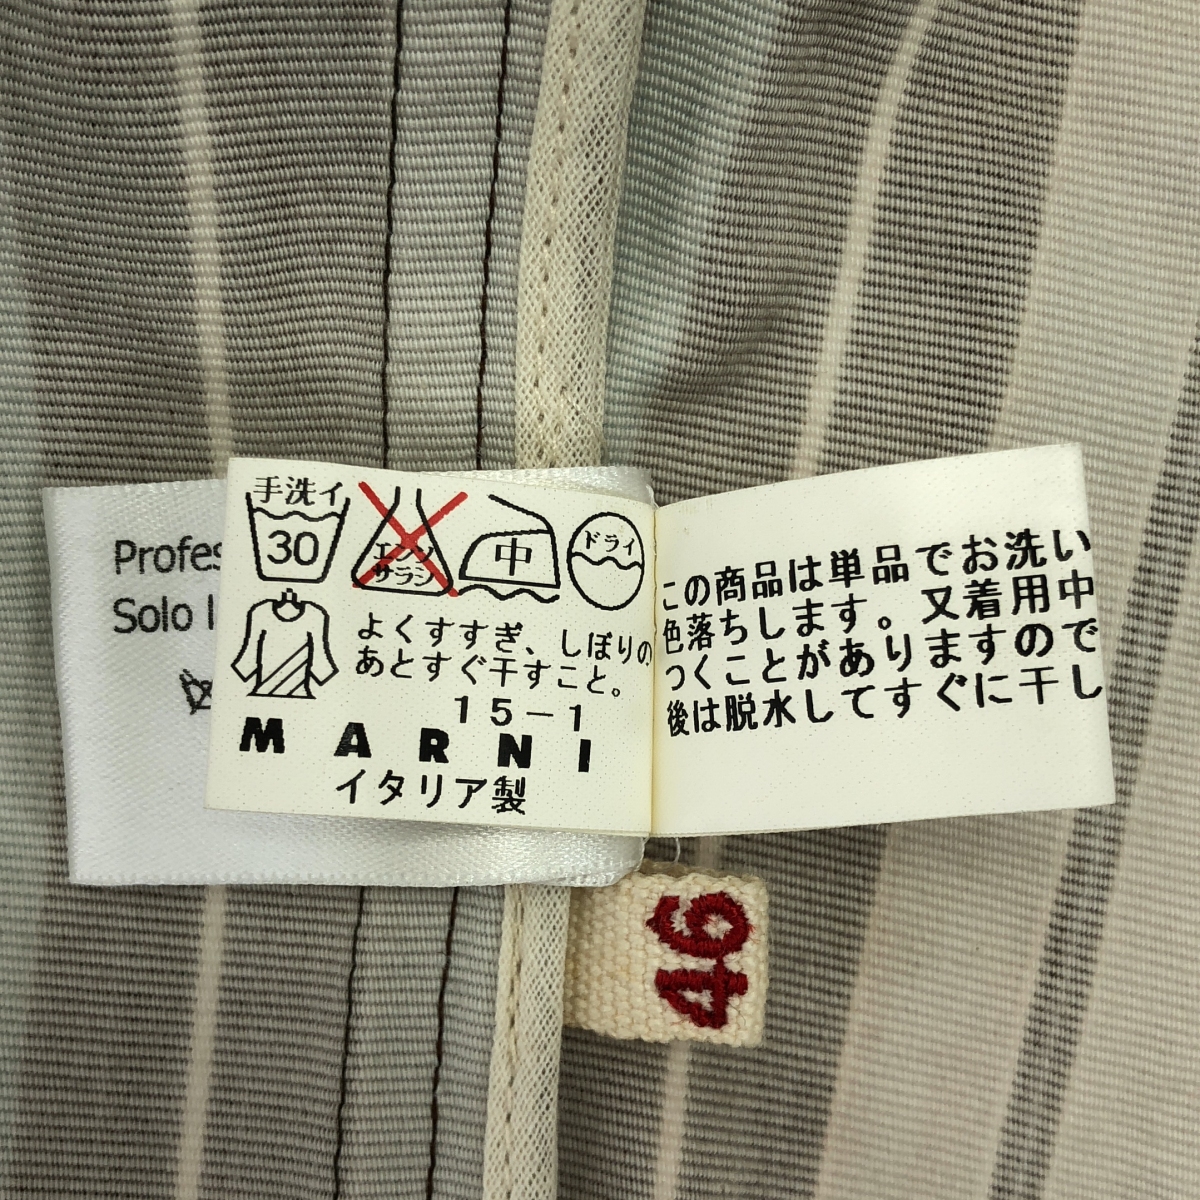 Profes
Solo l
手洗イ
30
エンソ
サラシ
中
ドライ
よくすすぎ、しぼりの
あとすぐ干すこと。
15-1
MARNI
イタリア製
この商品は単品でお洗い
色落ちします。又着用中
つくことがありますので
後は脱水してすぐに干し
46